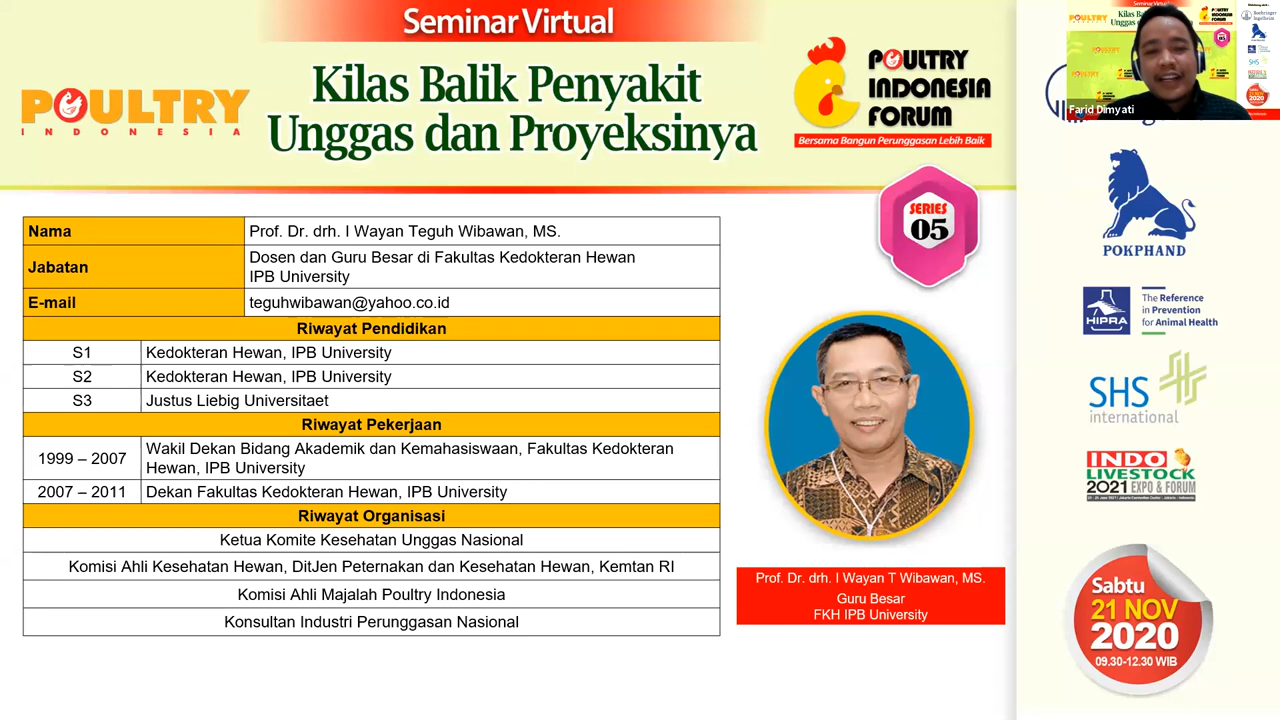 Seminar Virtual
Kilas Balik Penyakit
Unggas dan Proyeksinya
POULTRY
INDONESIA
POULTRY
INDONESIA
FORUM
Bersama Bangun Perunggasan Lebih Baik
SERIES
05
Nama
Prof. Dr. drh. I Wayan Teguh Wibawan, MS.
Jabatan
Dosen dan Guru Besar di Fakultas Kedokteran Hewan
IPB University
E-mail
teguhwibawan@yahoo.co.id
Riwayat Pendidikan
S1
Kedokteran Hewan, IPB University
S2
Kedokteran Hewan, IPB University
S3
Justus Liebig Universitaet
Riwayat Pekerjaan
1999 – 2007
Wakil Dekan Bidang Akademik dan Kemahasiswaan, Fakultas Kedokteran
Hewan, IPB University
2007 – 2011
Dekan Fakultas Kedokteran Hewan, IPB University
Riwayat Organisasi
Ketua Komite Kesehatan Unggas Nasional
Komisi Ahli Kesehatan Hewan, DitJen Peternakan dan Kesehatan Hewan, Kemtan RI
Komisi Ahli Majalah Poultry Indonesia
Konsultan Industri Perunggasan Nasional
Prof. Dr. drh. I Wayan T Wibawan, MS.
Guru Besar
FKH IPB University
Farid Dimyati
POKPHAND
HIPRA
The Reference
in Prevention
for Animal Health
SHS
international
INDO
LIVESTOCK
2021 EXPO & FORUM
Sabtu
21 NOV
2020
09.30-12.30 WIB